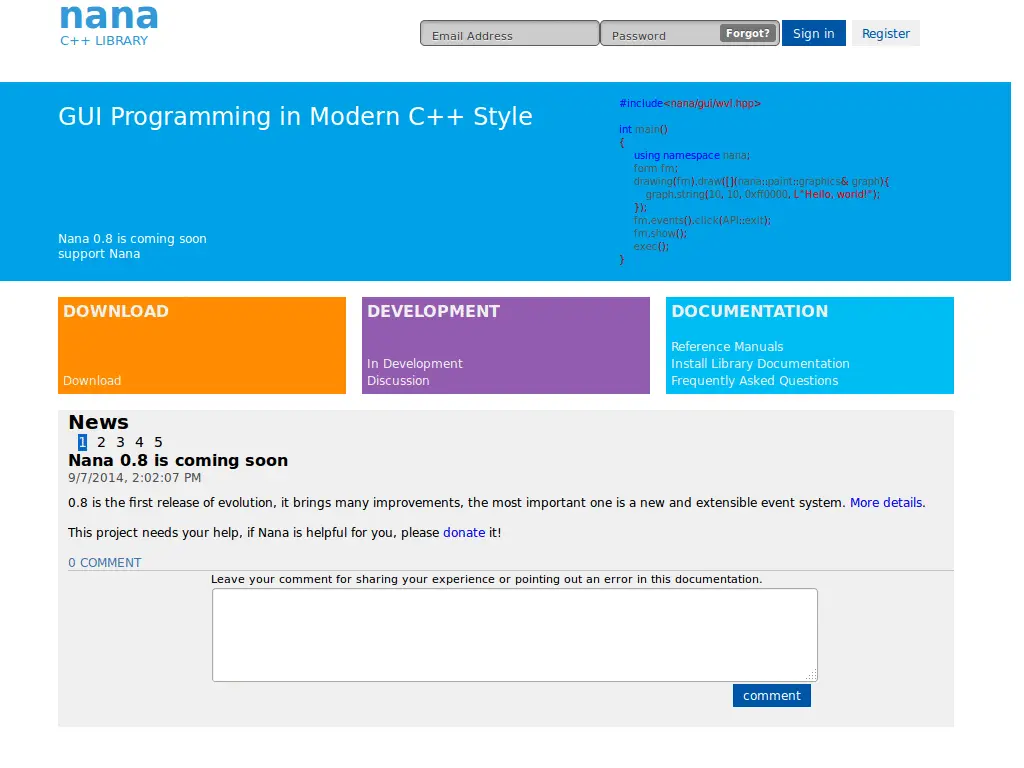 nana
C++ LIBRARY
Email Address
Password
Forgot?
Sign in
Register
GUI Programming in Modern C++ Style
Nana 0.8 is coming soon
support Nana
#include<nana/gui/wvl.hpp>
int main()
{
using namespace nana;
form fm;
drawing(fm).draw([](nana::paint::graphics& graph){
graph.string(10, 10, 0xff0000, L"Hello, world!");
});
fm.events().click(API::exit);
fm.show();
exec();
}
DOWNLOAD
Download
DEVELOPMENT
In Development
Discussion
DOCUMENTATION
Reference Manuals
Install Library Documentation
Frequently Asked Questions
News
1 2 3 4 5
Nana 0.8 is coming soon
9/7/2014, 2:02:07 PM
0.8 is the first release of evolution, it brings many improvements, the most important one is a new and extensible event system. More details.
This project needs your help, if Nana is helpful for you, please donate it!
0 COMMENT
Leave your comment for sharing your experience or pointing out an error in this documentation.
comment